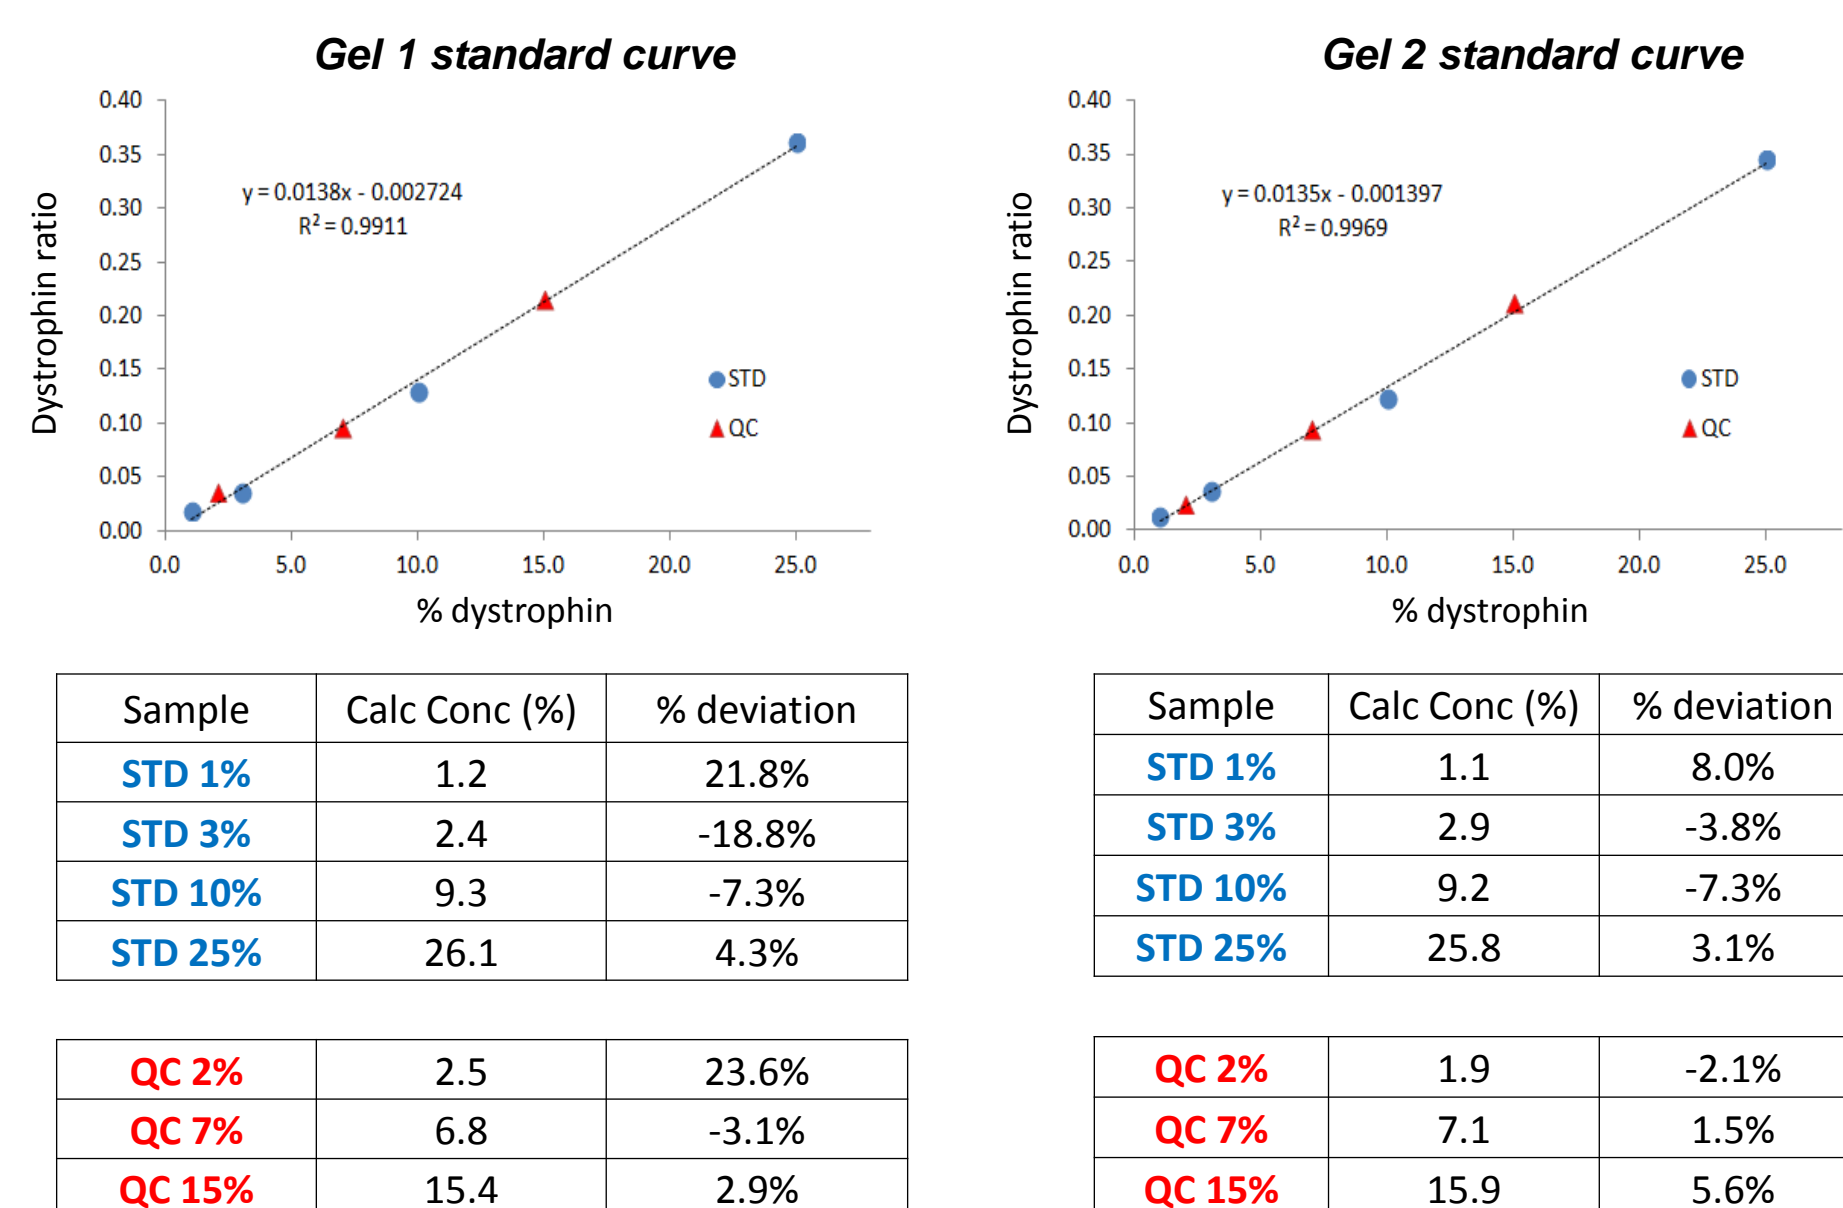 Gel 1 standard curve
0.40
0.35
0.30
0.25
0.20
0.15
0.10
0.05
0.00
Dystrophin ratio
y = 0.0138x - 0.002724
R² = 0.9911
STD
QC
0.0 5.0 10.0 15.0 20.0 25.0
% dystrophin
Sample Calc Conc (%) % deviation
STD 1% 1.2 21.8%
STD 3% 2.4 -18.8%
STD 10% 9.3 -7.3%
STD 25% 26.1 4.3%
QC 2% 2.5 23.6%
QC 7% 6.8 -3.1%
QC 15% 15.4 2.9%
Gel 2 standard curve
0.40
0.35
0.30
0.25
0.20
0.15
0.10
0.05
0.00
Dystrophin ratio
y = 0.0135x - 0.001397
R² = 0.9969
STD
QC
0.0 5.0 10.0 15.0 20.0 25.0
% dystrophin
Sample Calc Conc (%) % deviation
STD 1% 1.1 8.0%
STD 3% 2.9 -3.8%
STD 10% 9.2 -7.3%
STD 25% 25.8 3.1%
QC 2% 1.9 -2.1%
QC 7% 7.1 1.5%
QC 15% 15.9 5.6%